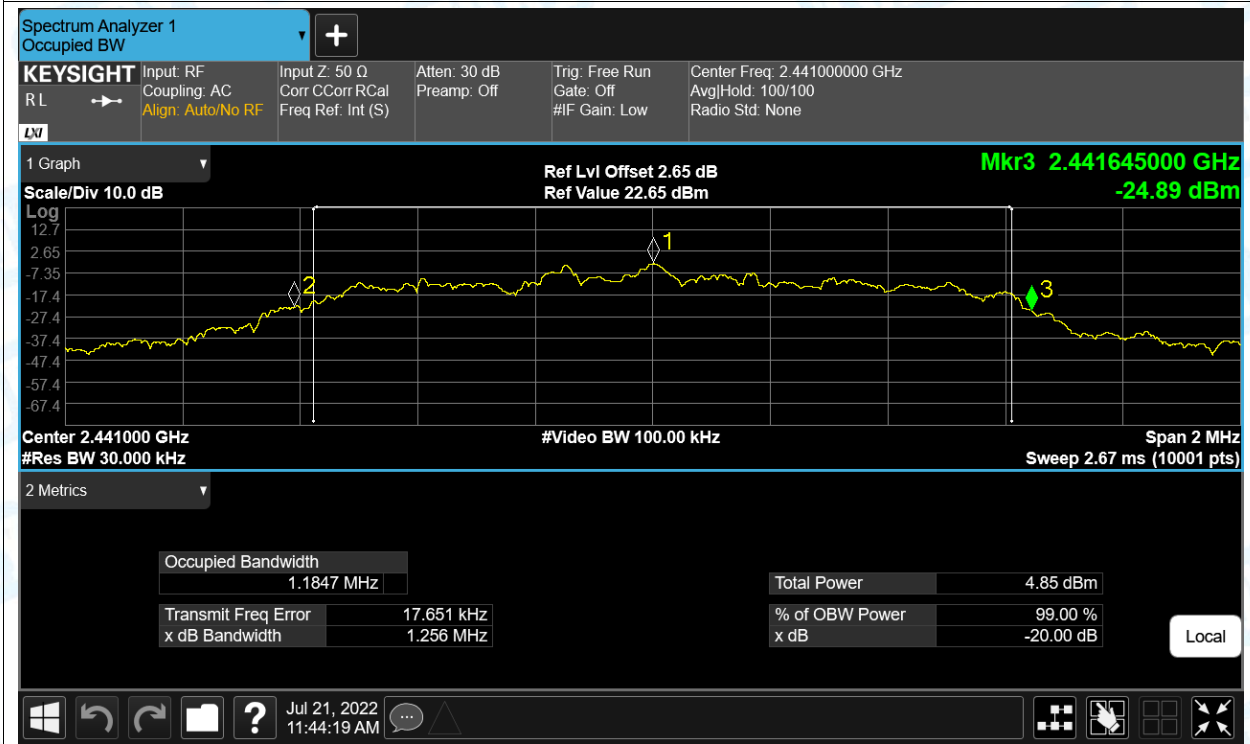 Spectrum Analyzer 1
Occupied BW
▼
+
KEYSIGHT Input: RF Input Z: 50 Ω Atten: 30 dB Trig: Free Run Center Freq: 2.441000000 GHz
R L Coupling: AC Corr CCorr RCal Preamp: Off Gate: Off Avg|Hold: 100/100
Align: Auto/No RF Freq Ref: Int (S) #IF Gain: Low Radio Std: None
LXI
1 Graph ▼ Ref Lvl Offset 2.65 dB Mkr3 2.441645000 GHz
Scale/Div 10.0 dB Ref Value 22.65 dBm -24.89 dBm
Log
12.7
2.65
-7.35
-17.4
-27.4
-37.4
-47.4
-57.4
-67.4
1
2
3
Center 2.441000 GHz #Video BW 100.00 kHz Span 2 MHz
#Res BW 30.000 kHz Sweep 2.67 ms (10001 pts)
2 Metrics ▼
Occupied Bandwidth
1.1847 MHz Total Power 4.85 dBm
Transmit Freq Error 17.651 kHz % of OBW Power 99.00 %
x dB Bandwidth 1.256 MHz x dB -20.00 dB
Local
? Jul 21, 2022
11:44:19 AM